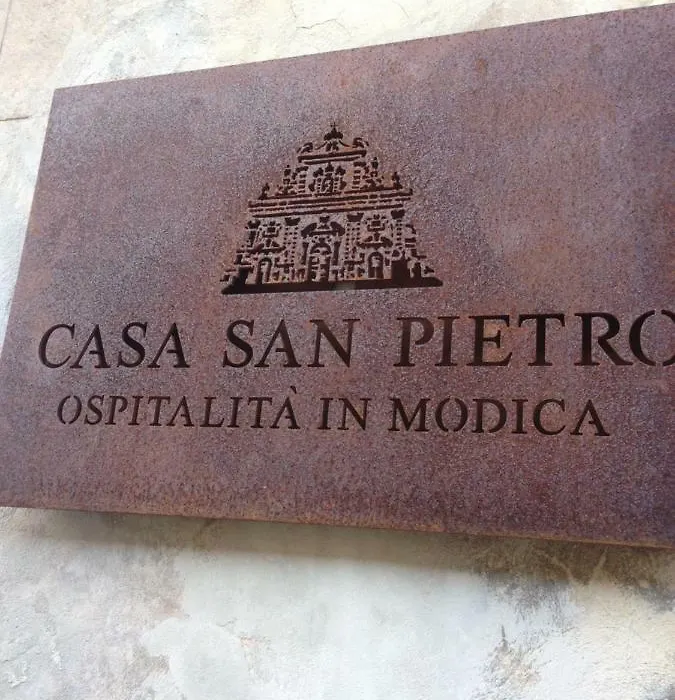 CASA SAN PIETRO
OSPITALITÀ IN MODICA